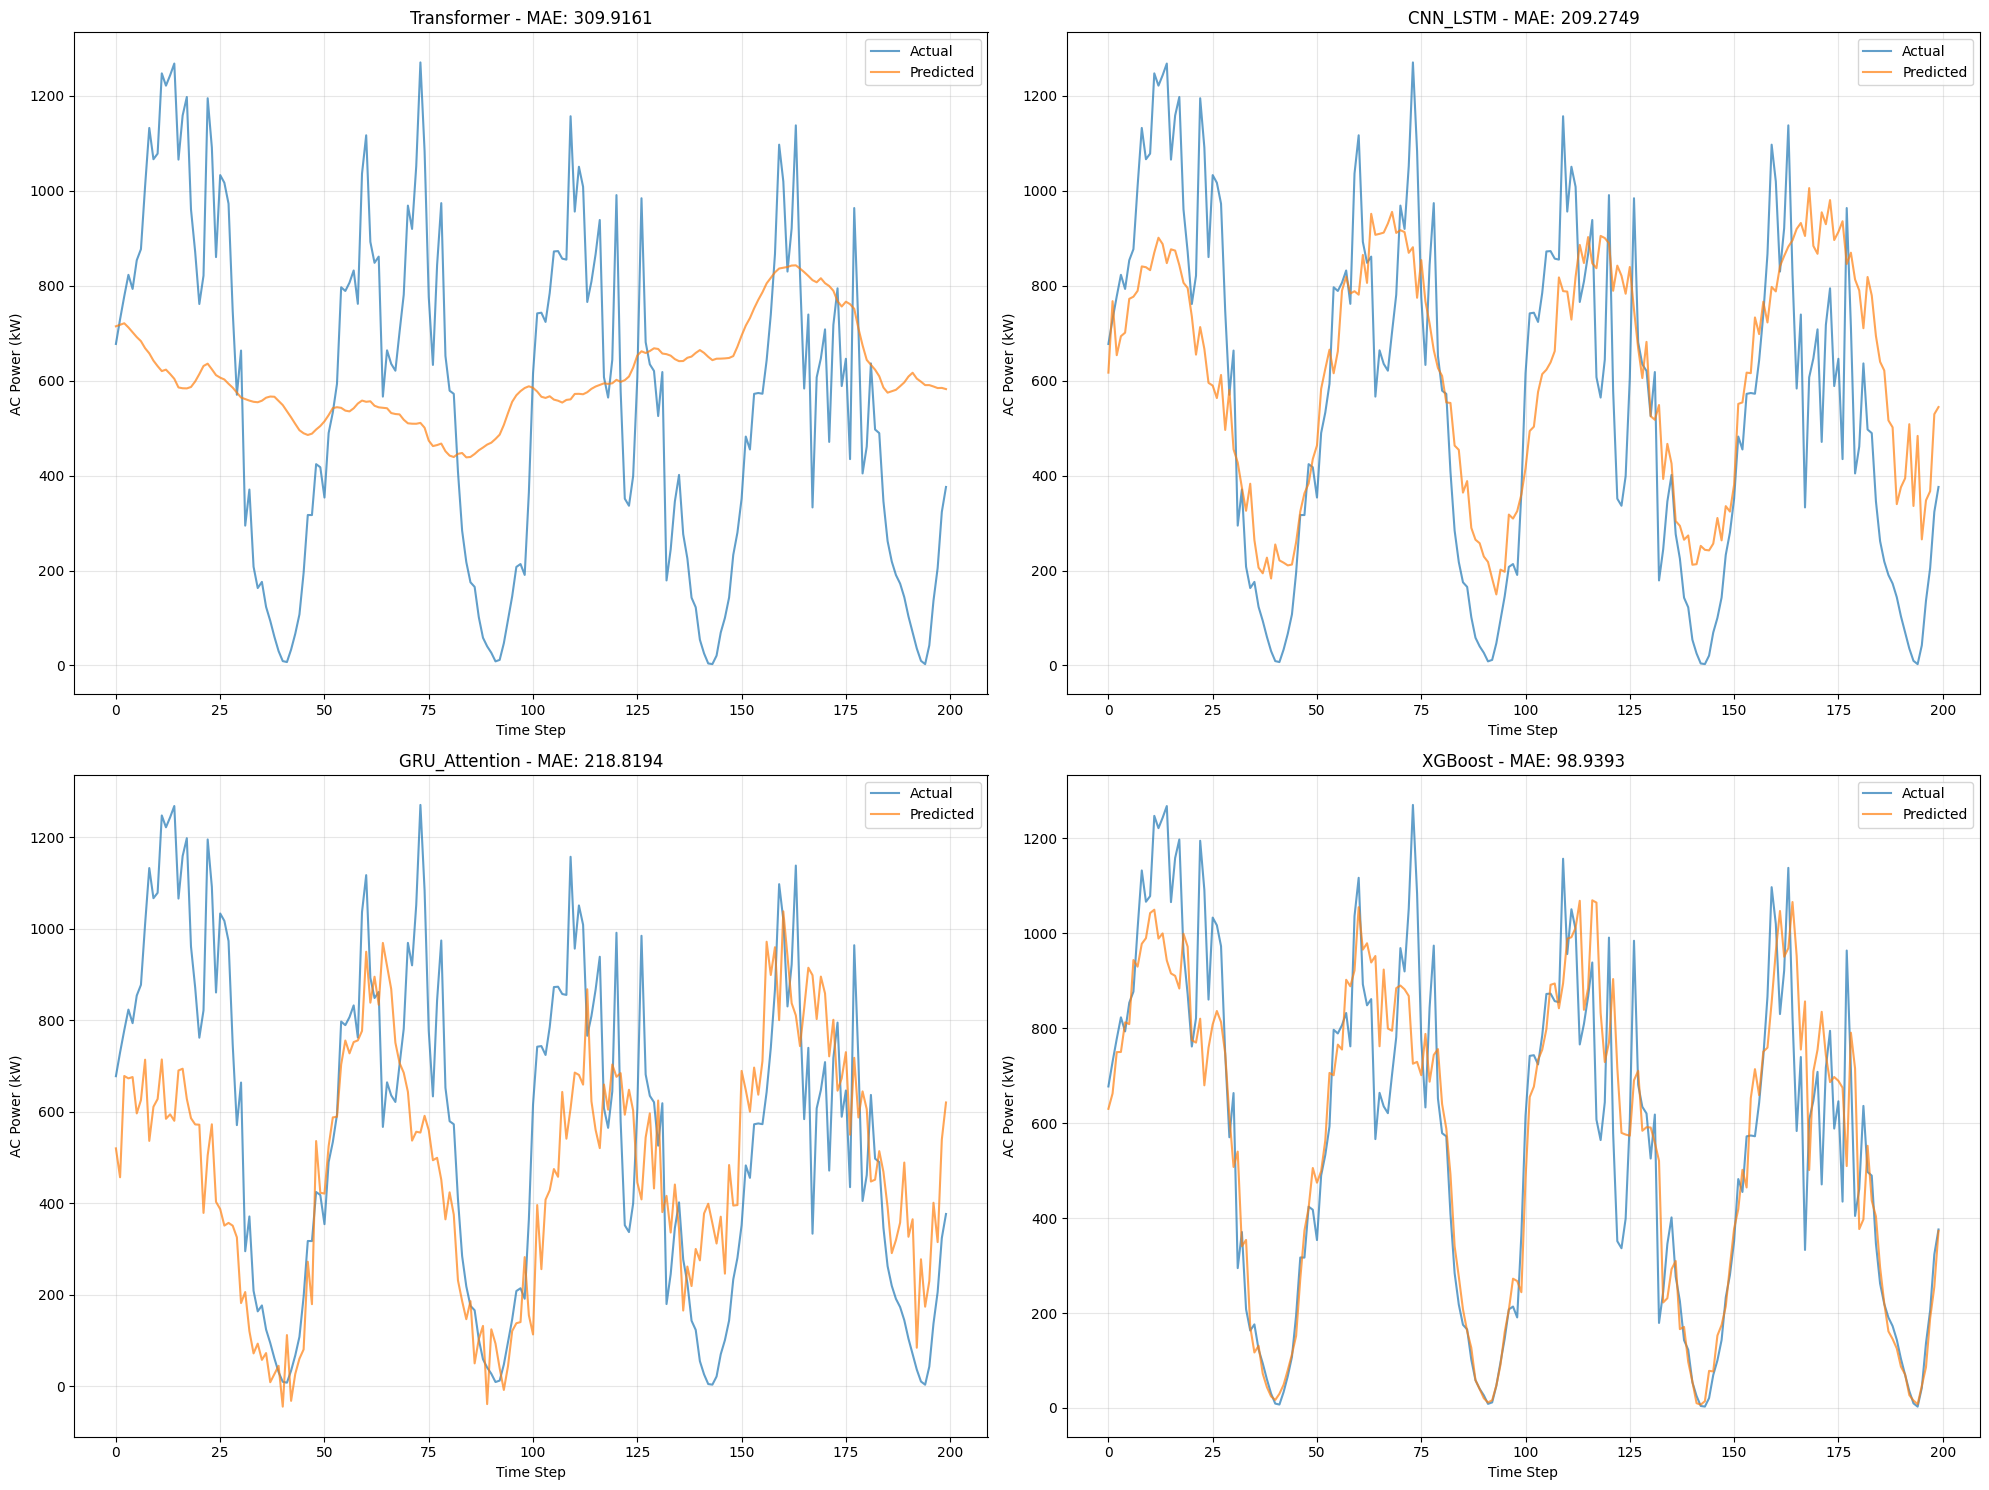 Transformer - MAE: 309.9161
Actual
Predicted
AC Power (kW)
1200
1000
800
600
400
200
0
0 25 50 75 100 125 150 175 200
Time Step
CNN_LSTM - MAE: 209.2749
Actual
Predicted
AC Power (kW)
1200
1000
800
600
400
200
0
0 25 50 75 100 125 150 175 200
Time Step
GRU_Attention - MAE: 218.8194
Actual
Predicted
AC Power (kW)
1200
1000
800
600
400
200
0
0 25 50 75 100 125 150 175 200
Time Step
XGBoost - MAE: 98.9393
Actual
Predicted
AC Power (kW)
1200
1000
800
600
400
200
0
0 25 50 75 100 125 150 175 200
Time Step